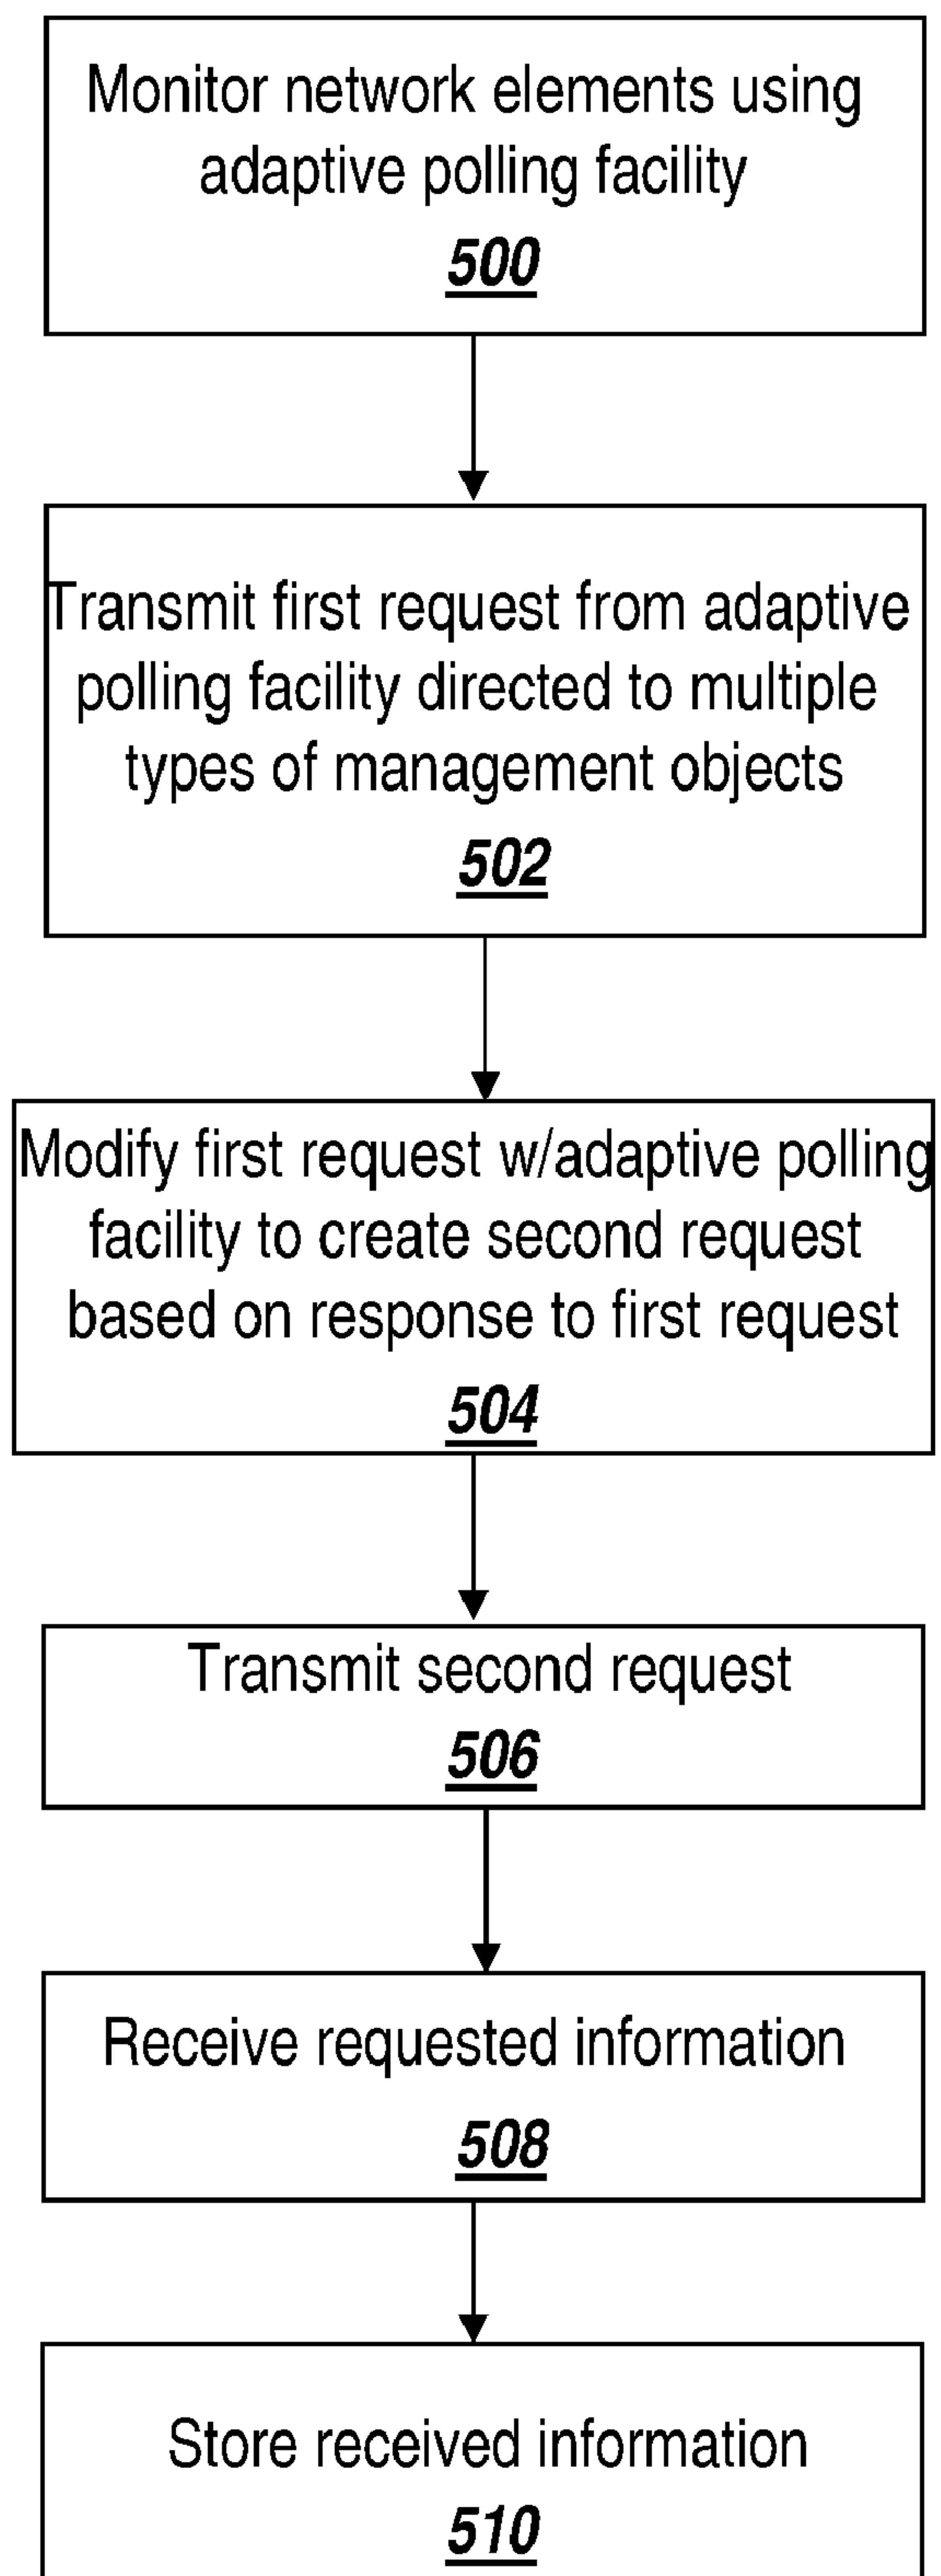 Monitor network elements using
adaptive polling facility
500
Transmit first request from adaptive
polling facility directed to multiple
types of management objects
502
Modify first request w/adaptive polling
facility to create second request
based on response to first request
504
Transmit second request
506
Receive requested information
508
Store received information
510